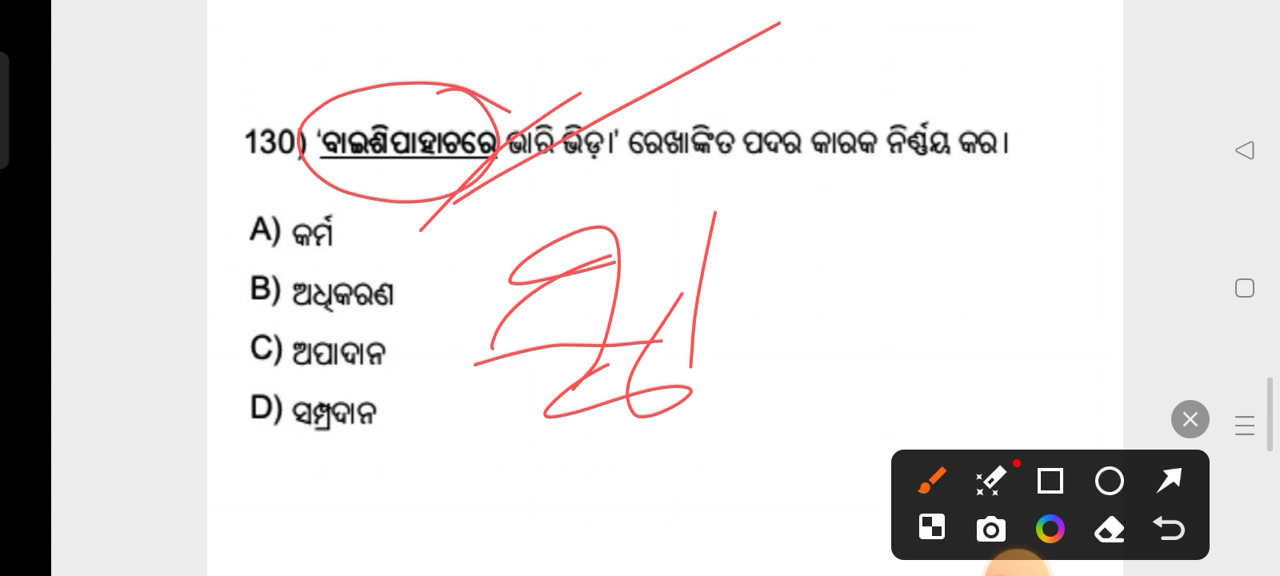 130) ‘ବାଇଶିପାହାଚରେ ଭାରି ଭିଡ଼।’ ରେଖାଙ୍କିତ ପଦର କାରକ ନିର୍ଣ୍ଣୟ କର।
A) କର୍ମ
B) ଅଧିକରଣ
C) ଅପାଦାନ
D) ସମ୍ପ୍ରଦାନ